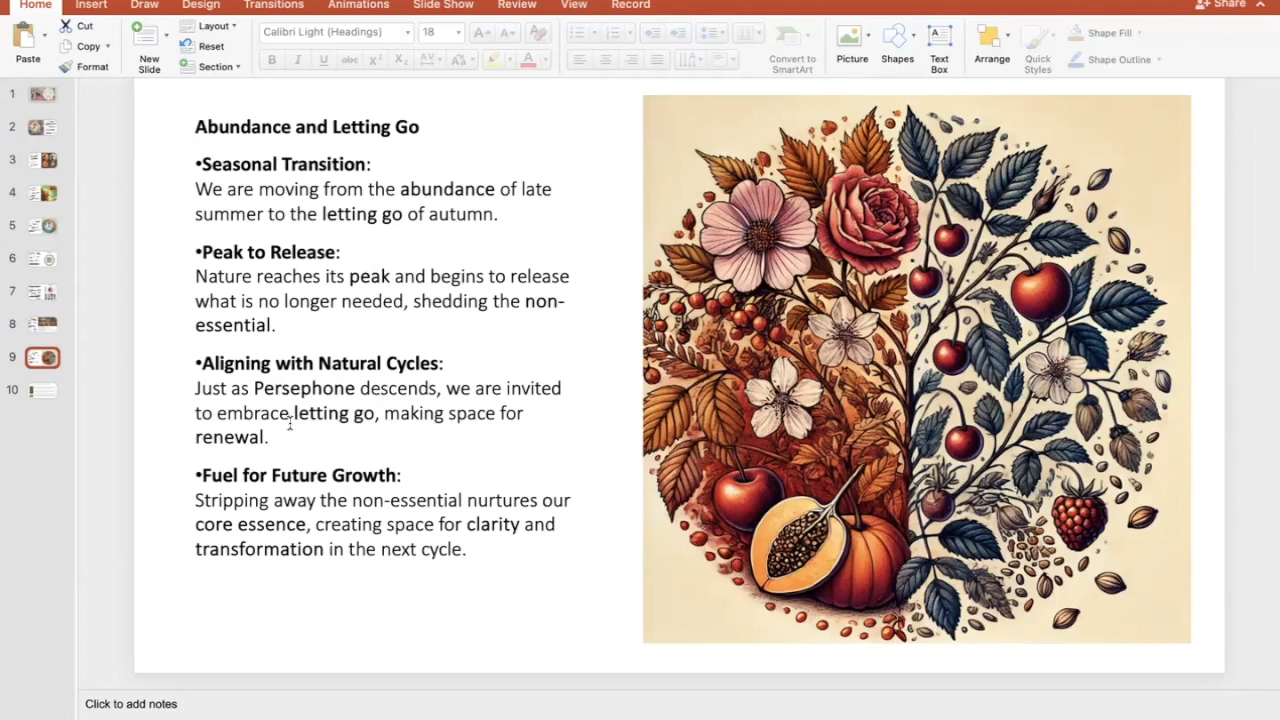 Home Insert Draw Design Transitions Animations Slide Show Review View Record Share
Cut
Copy
Format
Paste
New Slide
Layout
Reset
Section
Calibri Light (Headings) 18
Convert to SmartArt
Picture
Shapes
Text Box
Arrange
Quick Styles
Shape Fill
Shape Outline
1
2
3
4
5
6
7
8
9
10
Abundance and Letting Go
•Seasonal Transition:
We are moving from the abundance of late
summer to the letting go of autumn.
•Peak to Release:
Nature reaches its peak and begins to release
what is no longer needed, shedding the non-
essential.
•Aligning with Natural Cycles:
Just as Persephone descends, we are invited
to embrace letting go, making space for
renewal.
•Fuel for Future Growth:
Stripping away the non-essential nurtures our
core essence, creating space for clarity and
transformation in the next cycle.
Click to add notes